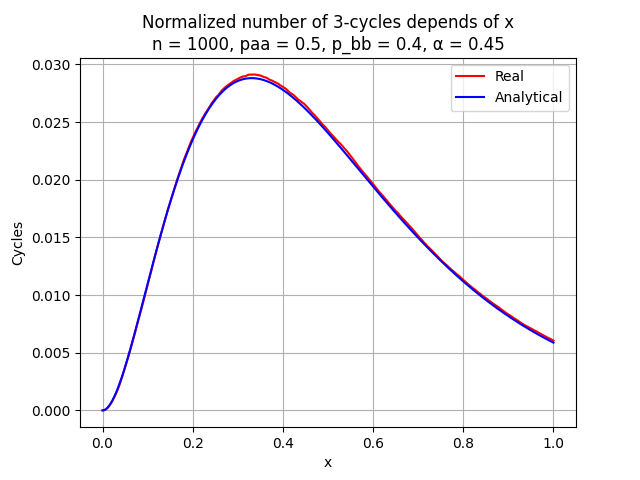 Normalized number of 3-cycles depends of x
n = 1000, paa = 0.5, p_bb = 0.4, α = 0.45
Real
Analytical
Cycles
0.030
0.025
0.020
0.015
0.010
0.005
0.000
0.0 0.2 0.4 0.6 0.8 1.0
x